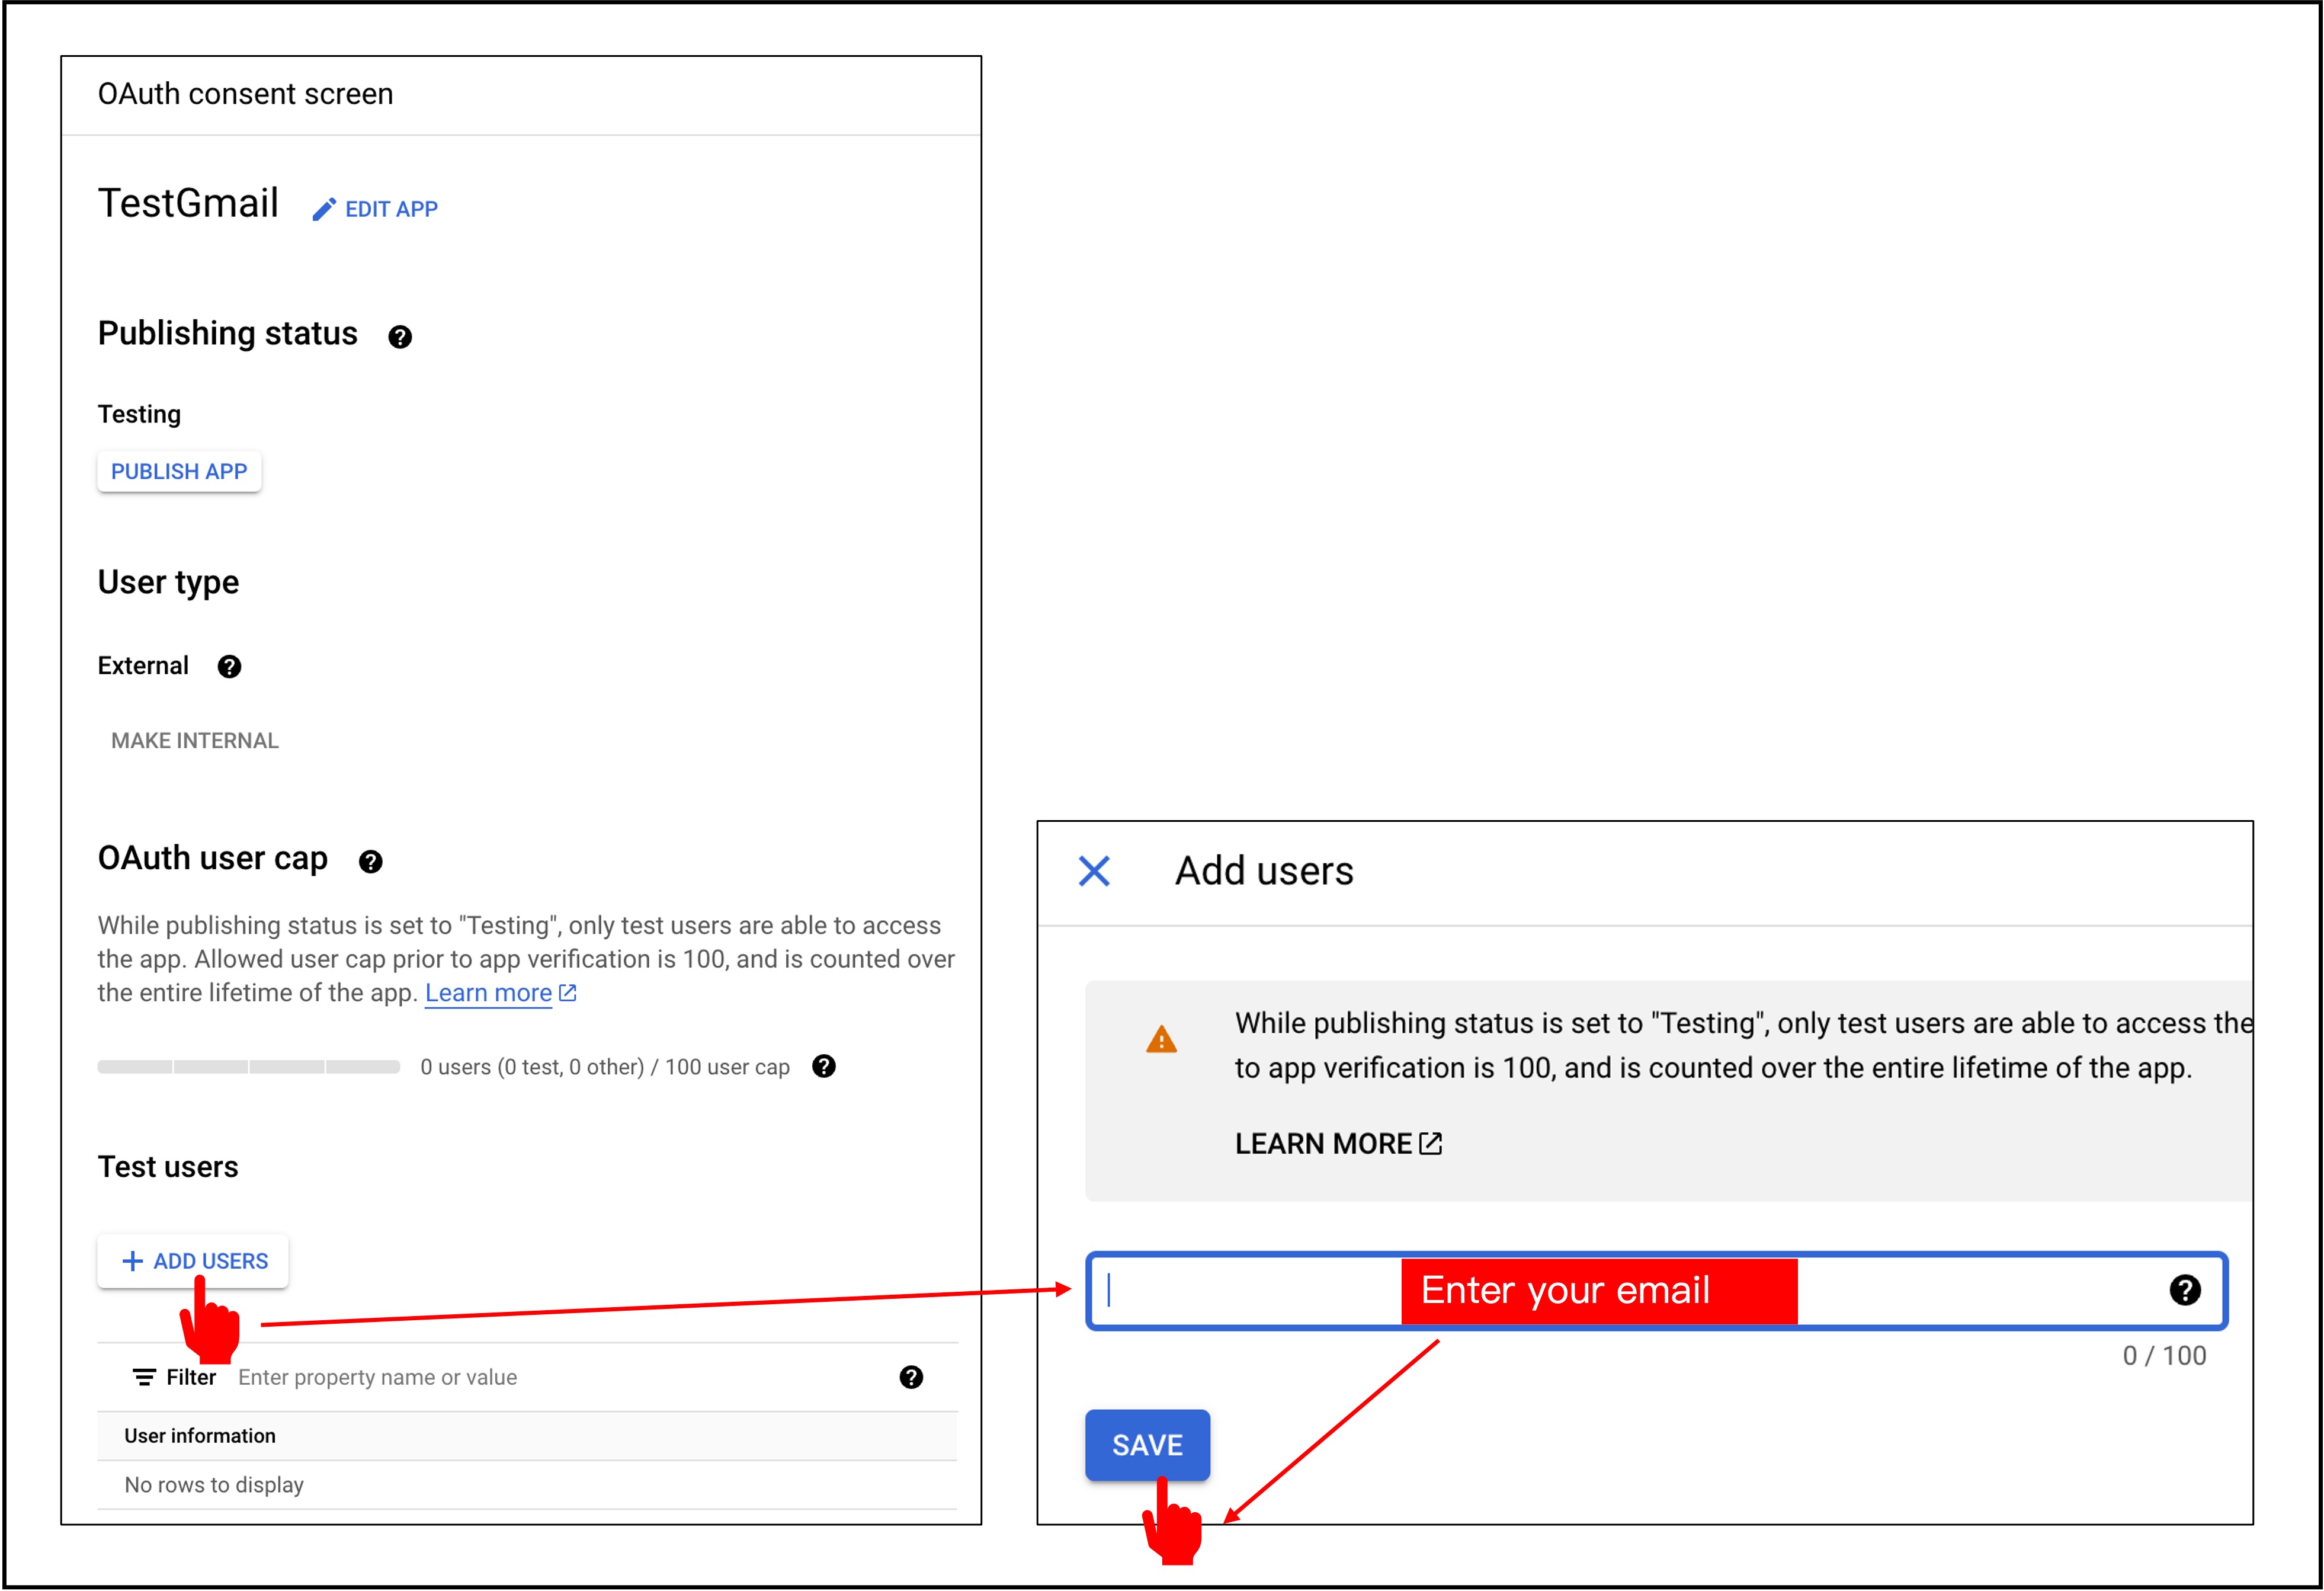 OAuth consent screen
TestGmail EDIT APP
Publishing status
Testing
PUBLISH APP
User type
External
MAKE INTERNAL
OAuth user cap
While publishing status is set to "Testing", only test users are able to access
the app. Allowed user cap prior to app verification is 100, and is counted over
the entire lifetime of the app. Learn more
0 users (0 test, 0 other) / 100 user cap
Test users
+ ADD USERS
Filter Enter property name or value
User information
No rows to display
Add users
While publishing status is set to "Testing", only test users are able to access the
to app verification is 100, and is counted over the entire lifetime of the app.
LEARN MORE
Enter your email
0 / 100
SAVE